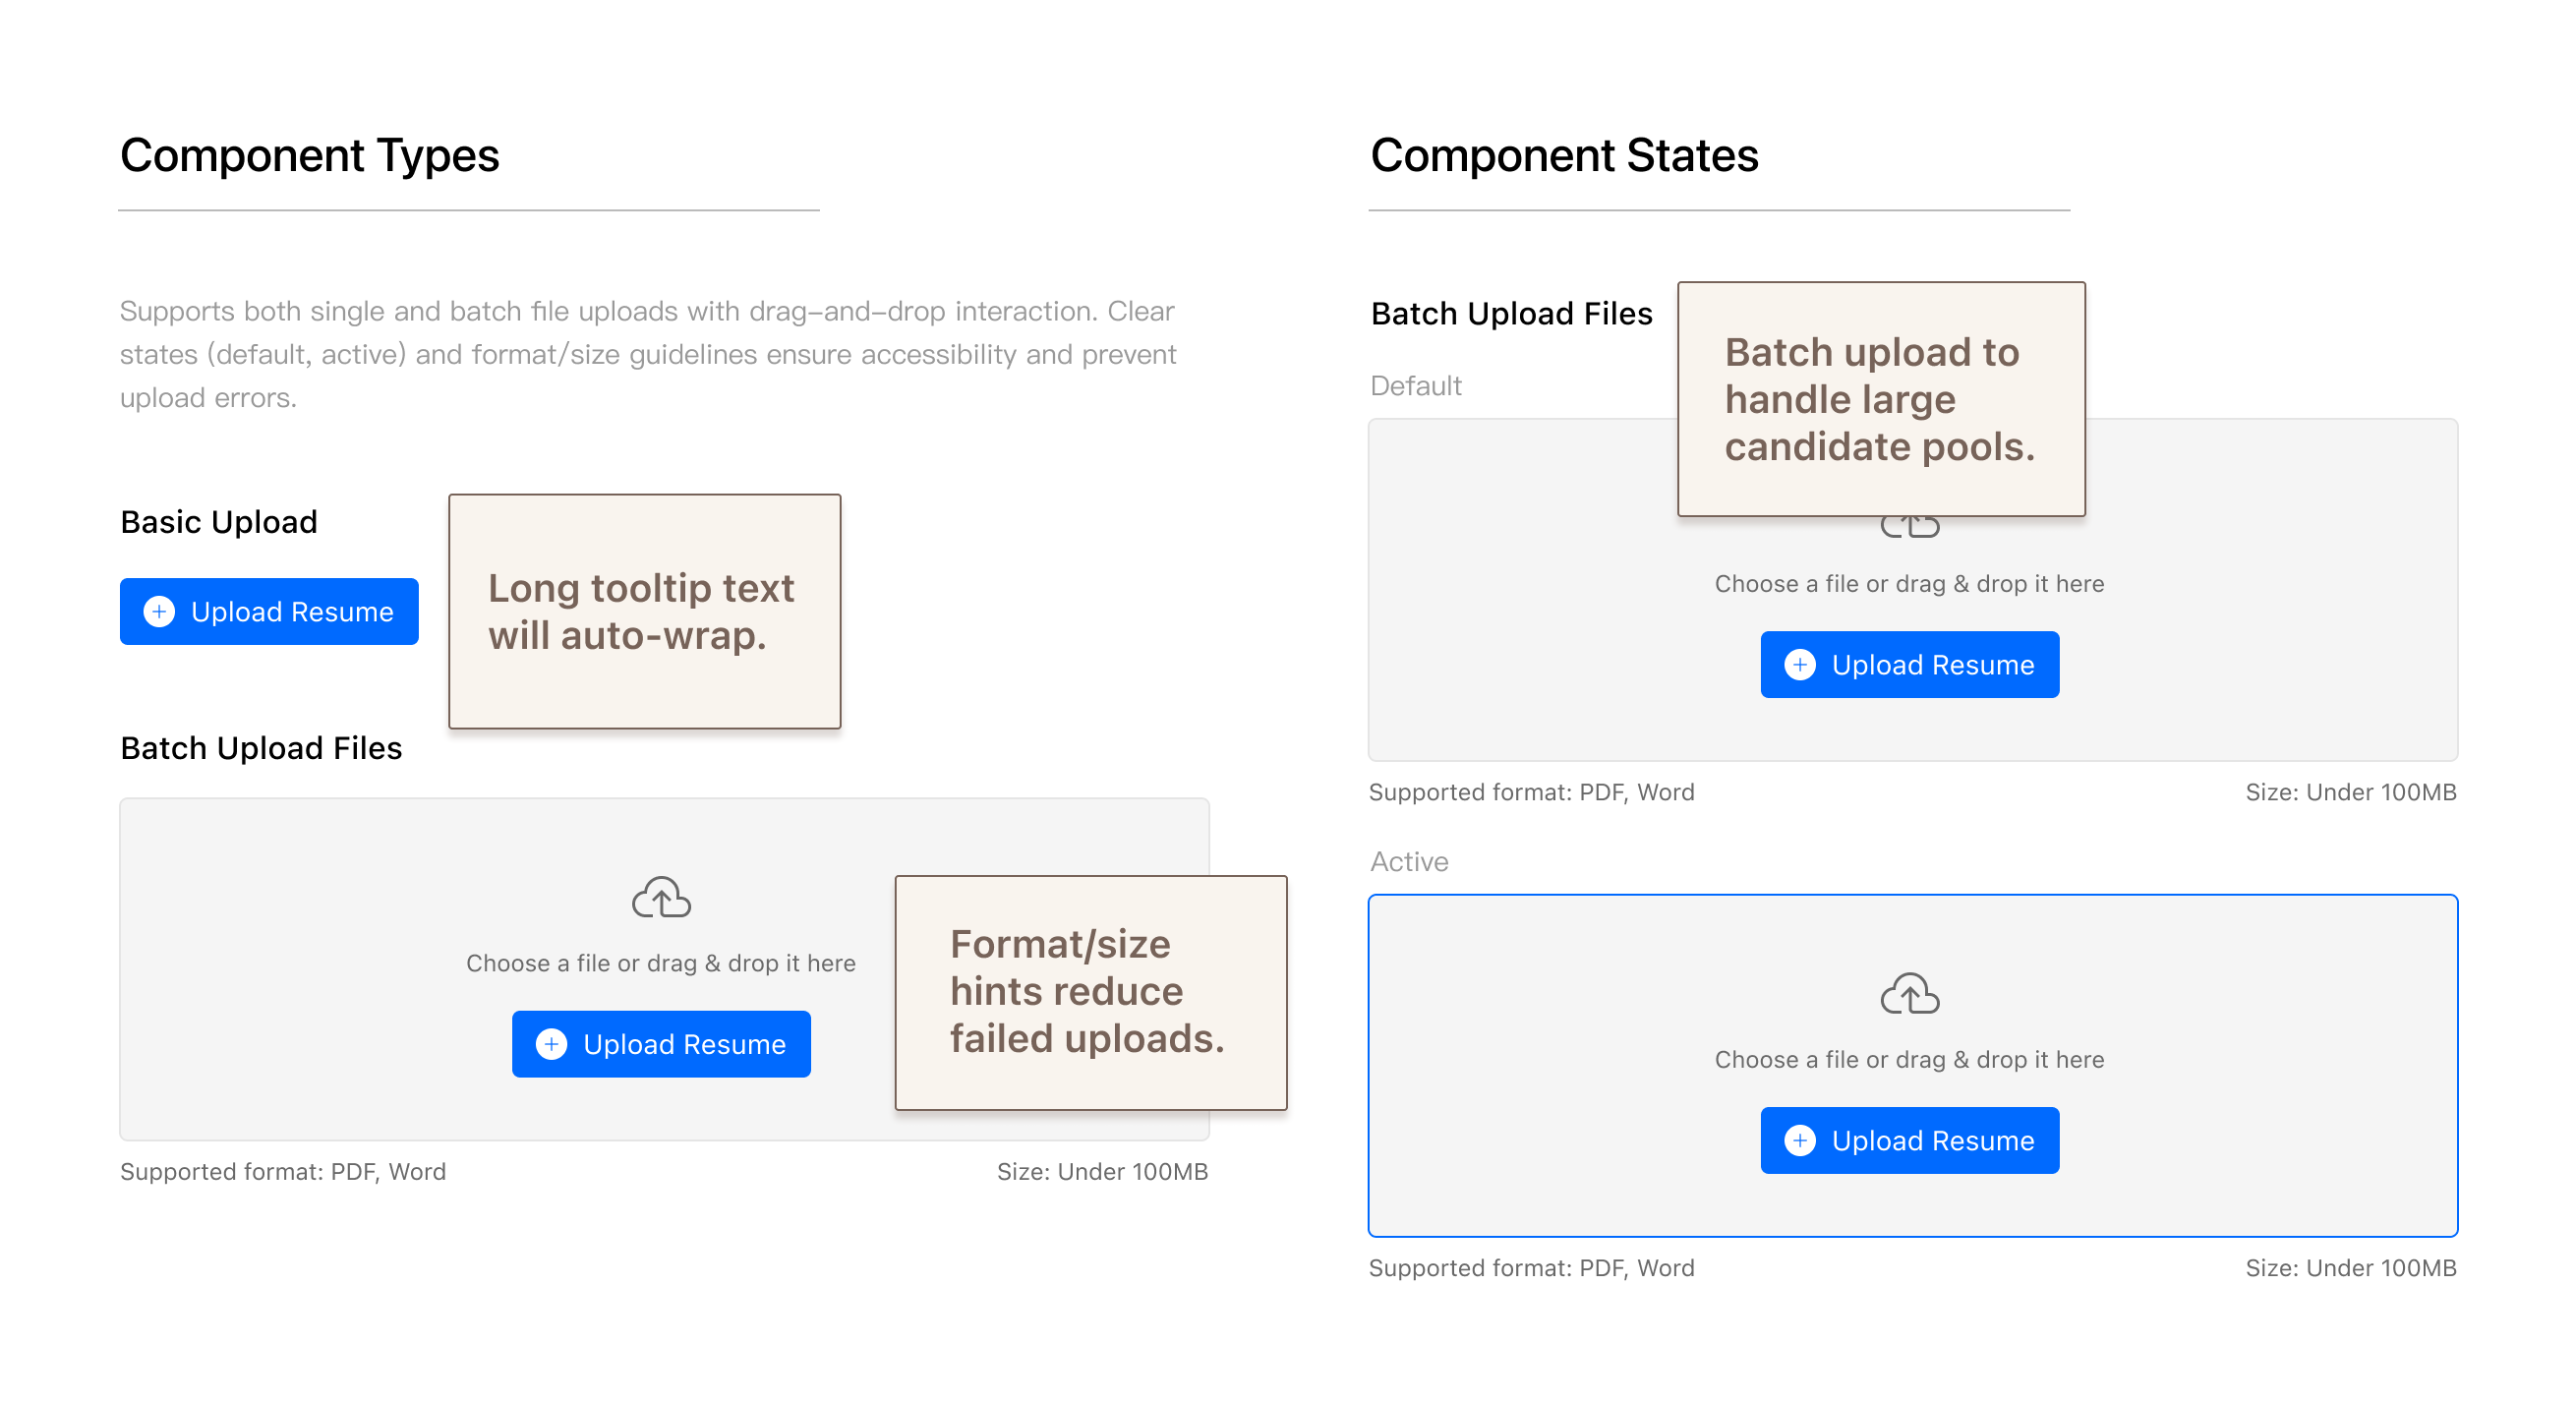 Component Types
Supports both single and batch file uploads with drag–and–drop interaction. Clear
states (default, active) and format/size guidelines ensure accessibility and prevent
upload errors.
Basic Upload
Upload Resume
Long tooltip text
will auto-wrap.
Batch Upload Files
Choose a file or drag & drop it here
Upload Resume
Format/size
hints reduce
failed uploads.
Supported format: PDF, Word
Size: Under 100MB
Component States
Batch Upload Files
Batch upload to
handle large
candidate pools.
Default
Choose a file or drag & drop it here
Upload Resume
Supported format: PDF, Word
Size: Under 100MB
Active
Choose a file or drag & drop it here
Upload Resume
Supported format: PDF, Word
Size: Under 100MB